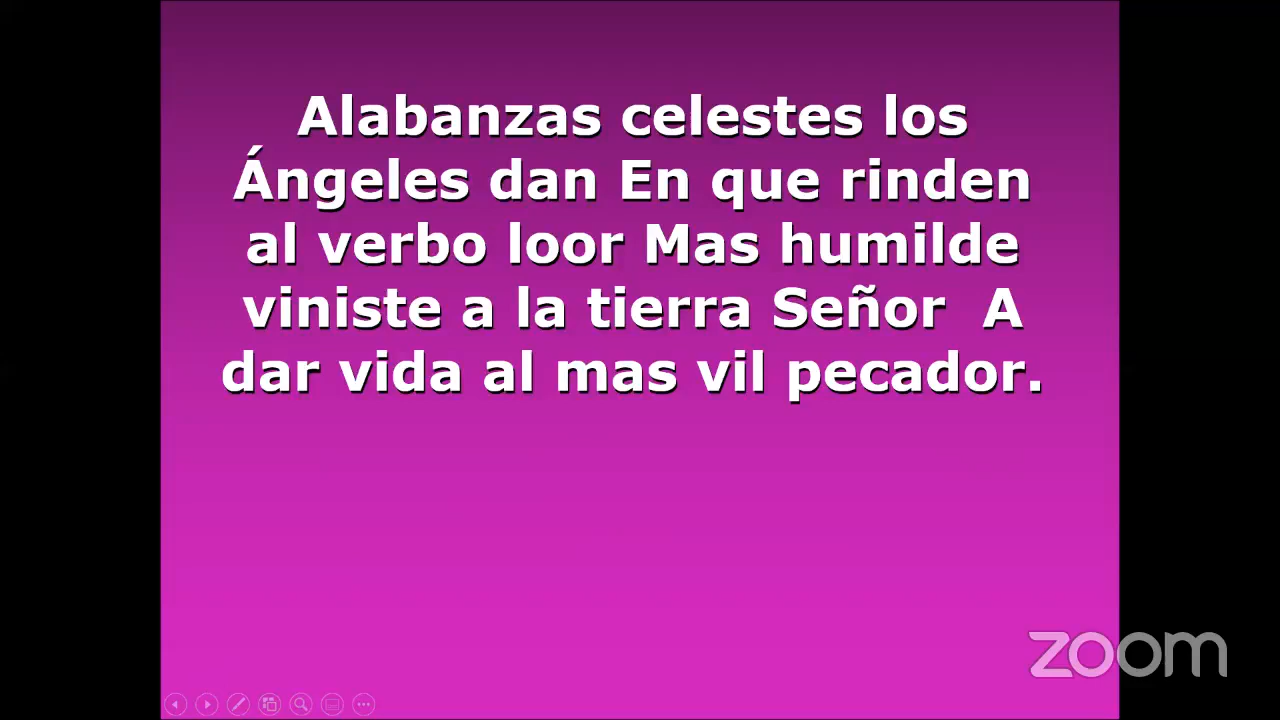 Alabanzas celestes los
Ángeles dan En que rinden
al verbo loor Mas humilde
viniste a la tierra Señor  A
dar vida al mas vil pecador.
zoom